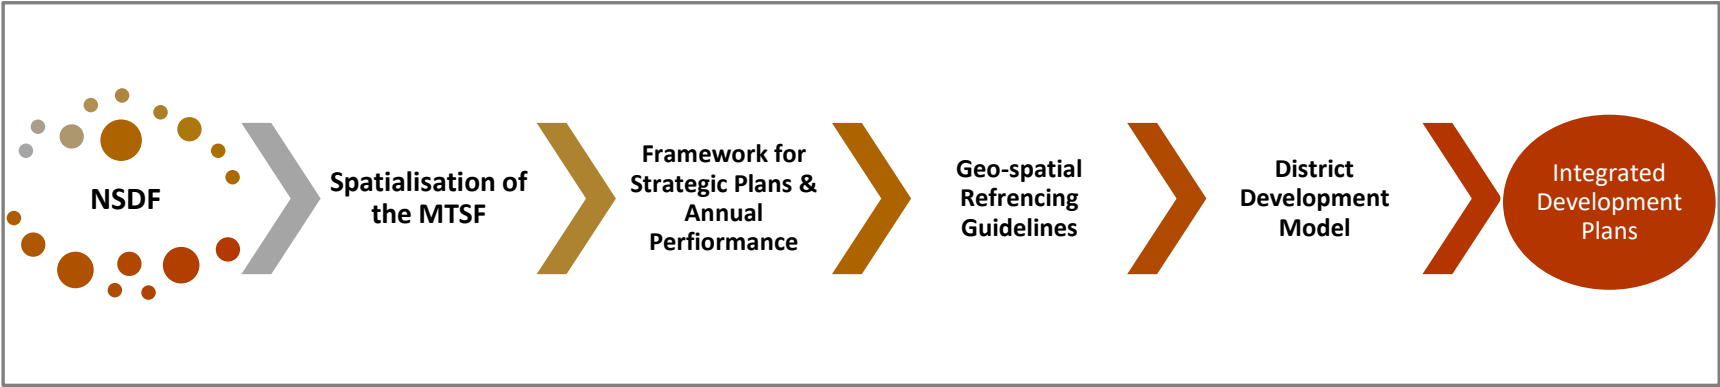 NSDF
Spatialisation of
the MTSF
Framework for
Strategic Plans &
Annual
Perfiormance
Geo-spatial
Refrencing
Guidelines
District
Development
Model
Integrated
Development
Plans